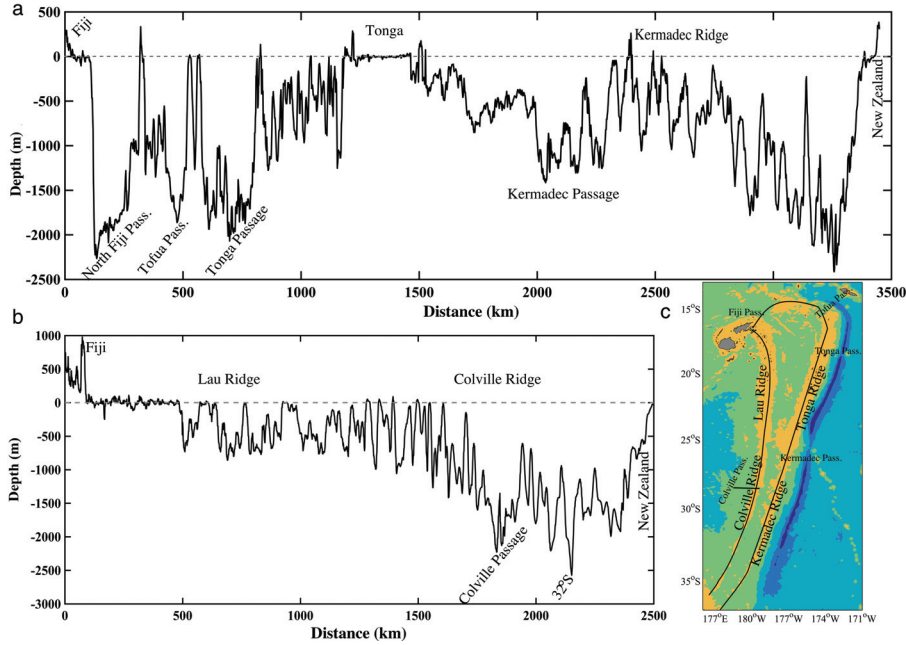 a
Fiji
Tonga
Kermadec Ridge
New Zealand
North Fiji Pass.
Tofua Pass.
Tonga Passage
Kermadec Passage
500
0
-500
-1000
-1500
-2000
-2500
Depth (m)
0
500
1000
1500
2000
2500
3000
3500
Distance (km)
b
Fiji
Lau Ridge
Colville Ridge
Colville Passage
32°S
New Zealand
1000
500
0
-500
-1000
-1500
-2000
-2500
-3000
Depth (m)
0
500
1000
1500
2000
2500
Distance (km)
c
Fiji Pass.
Tofua Pass.
Tonga Pass.
Lau Ridge
Tonga Ridge
Kermadec Pass.
Colville Pass.
Colville Ridge
Kermadec Ridge
15°S
20°S
25°S
30°S
35°S
177°E 180°W 177°W 174°W 171°W